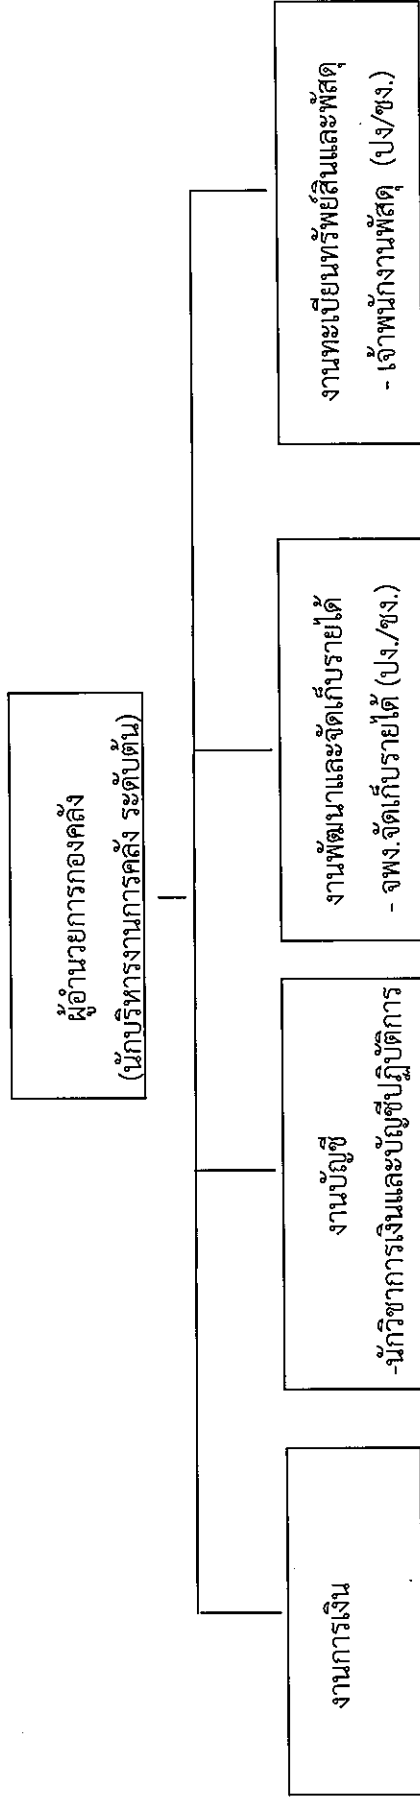 ผู้อำนวยการกองคลัง
(นักบริหารงานการคลัง ระดับต้น)
งานการเงิน
งานบัญชี
-นักวิชาการเงินและบัญชีปฏิบัติการ
งานพัฒนาและจัดเก็บรายได้
- จพง.จัดเก็บรายได้ (ปง./ชง.)
งานทะเบียนทรัพย์สินและพัสดุ
- เจ้าพนักงานพัสดุ (ปง/ชง.)